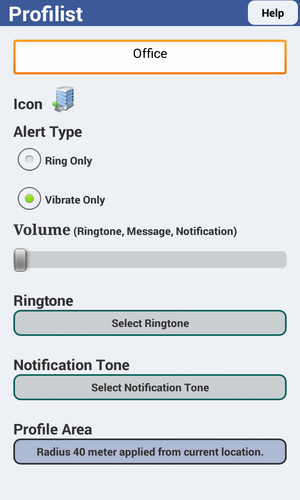 Profilist
Help
Office
Icon
Alert Type
Ring Only
Vibrate Only
Volume (Ringtone, Message, Notification)
Ringtone
Select Ringtone
Notification Tone
Select Notification Tone
Profile Area
Radius 40 meter applied from current location.